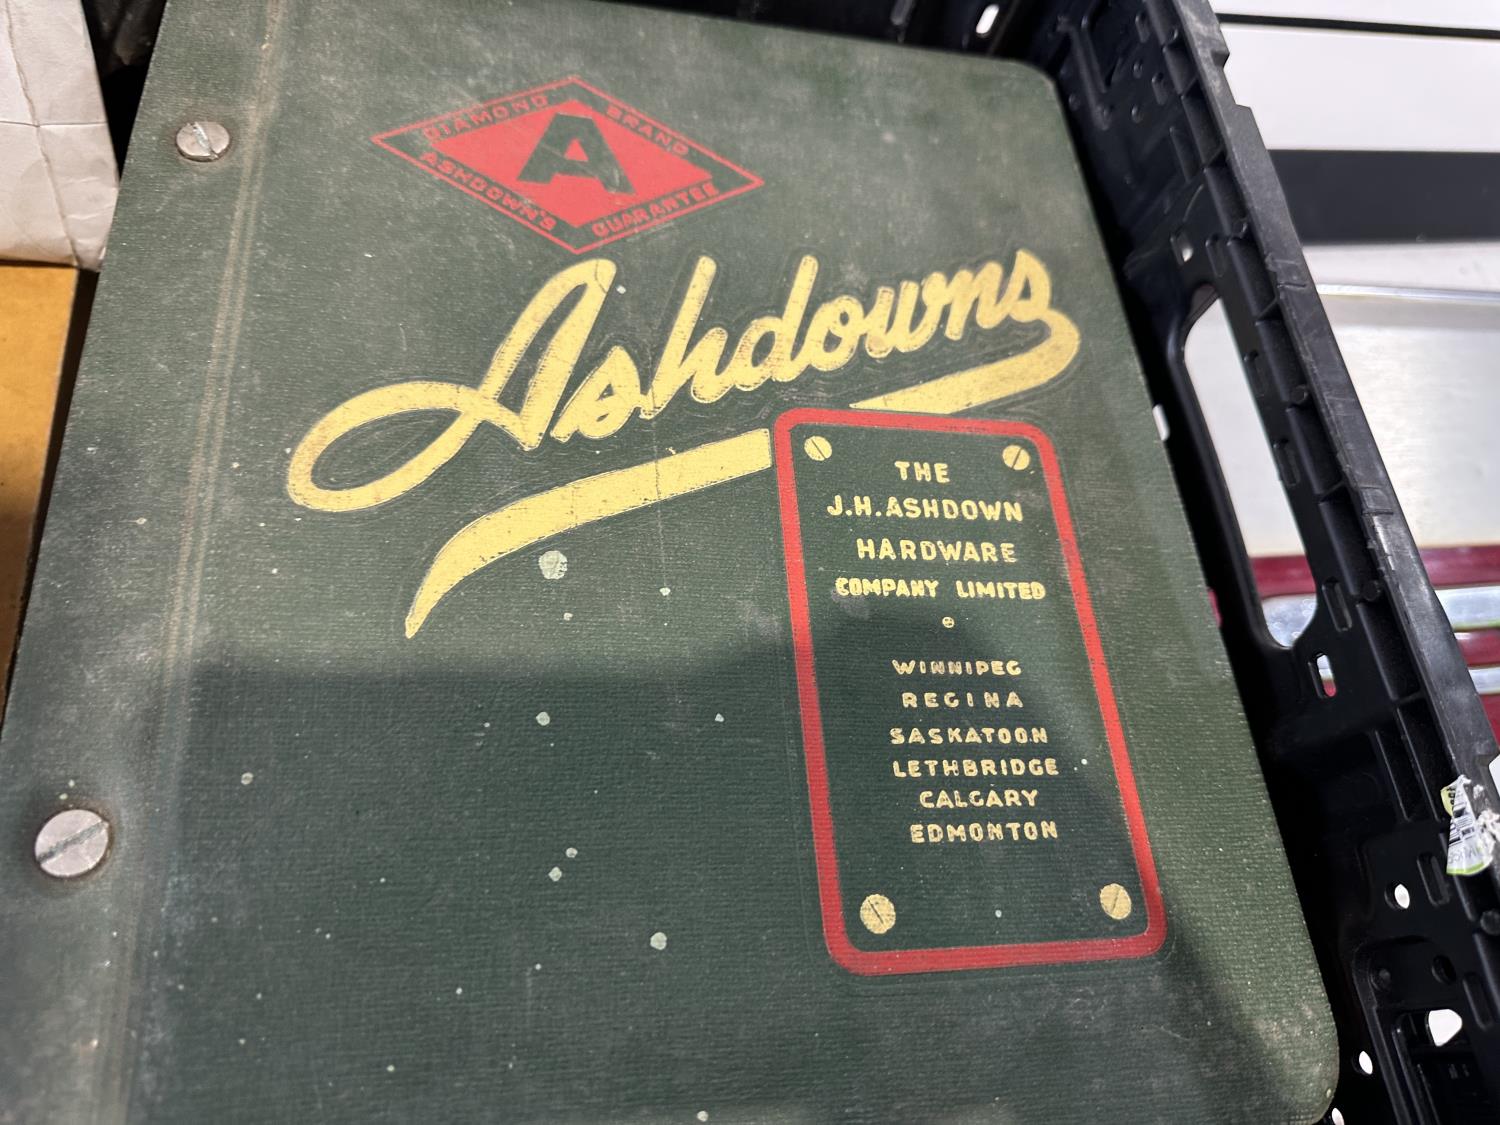 DIAMOND BRAND
A
ASHDOWN'S GUARANTEE
Ashdowns
THE
J.H. ASHDOWN
HARDWARE
COMPANY LIMITED
WINNIPEG
REGINA
SASKATOON
LETHBRIDGE
CALGARY
EDMONTON